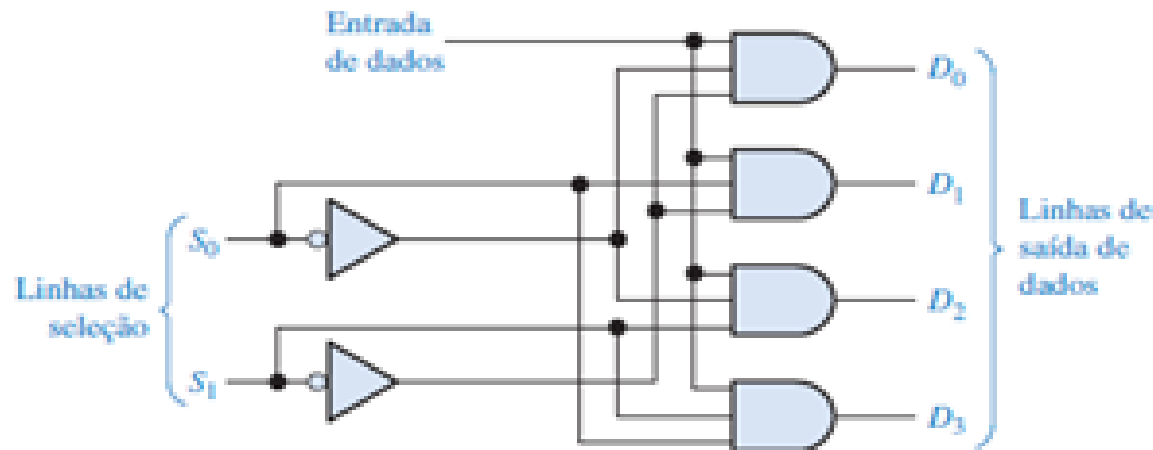 Entrada
de dados
D₀
D₁
S₀
Linhas de
seleção
S₁
D₂
D₃
Linhas de
saída de
dados